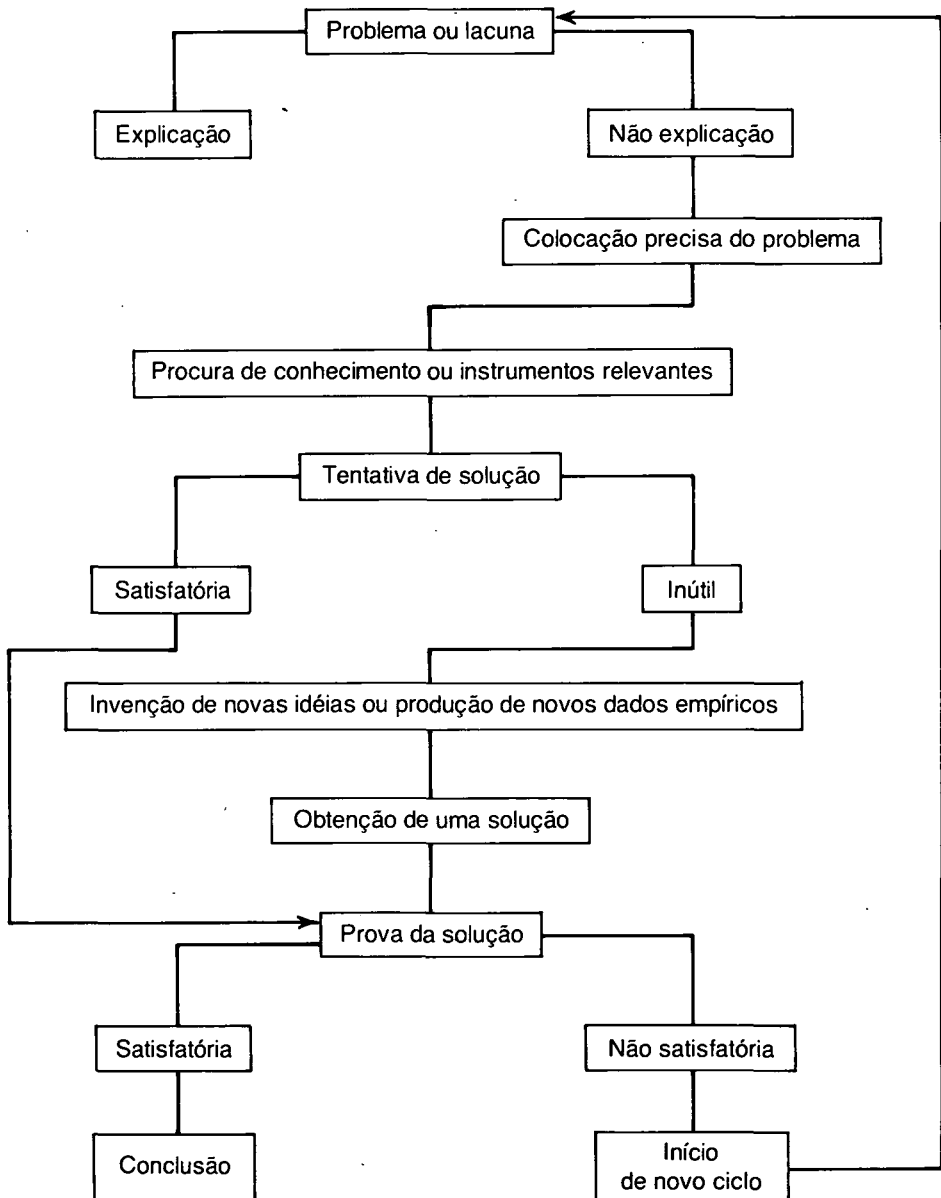 Problema ou lacuna
Explicação
Não explicação
Colocação precisa do problema
Procura de conhecimento ou instrumentos relevantes
Tentativa de solução
Satisfatória
Inútil
Invenção de novas idéias ou produção de novos dados empíricos
Obtenção de uma solução
Prova da solução
Satisfatória
Não satisfatória
Conclusão
Início
de novo ciclo